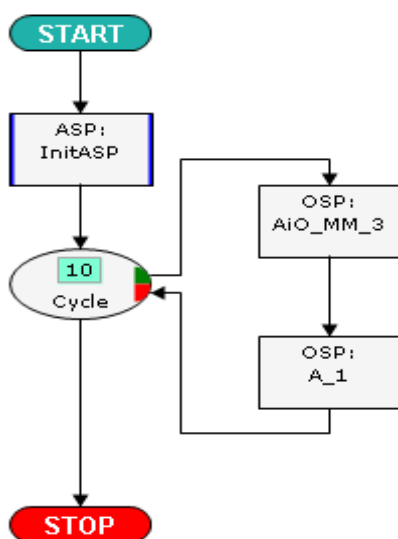 START
ASP:
InitASP
10
Cycle
OSP:
AiO_MM_3
OSP:
A_1
STOP